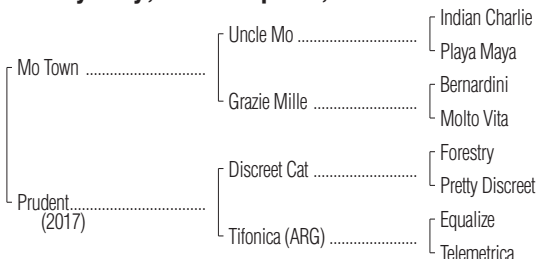 Indian Charlie
Uncle Mo ..............................
Playa Maya
Mo Town ..............................
Bernardini
Grazie Mille ..........................
Molto Vita
Forestry
Discreet Cat ..........................
Pretty Discreet
Prudent..................................
(2017)
Equalize
Tifonica (ARG) ......................
Telemetrica